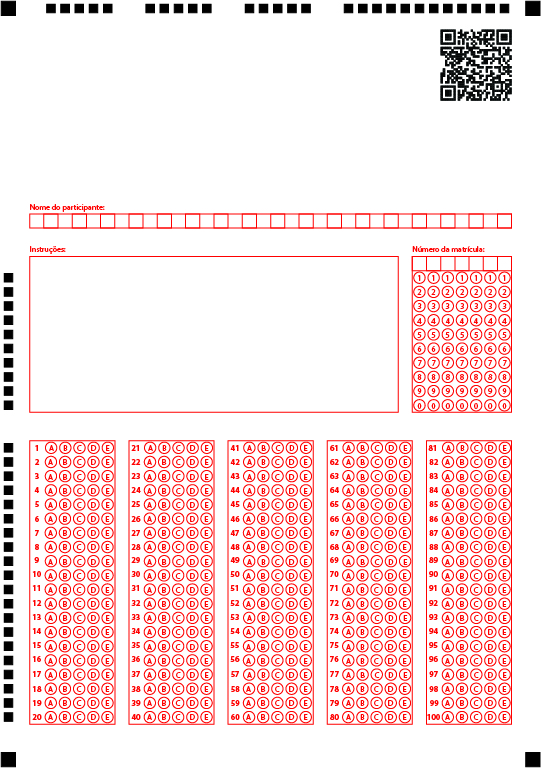 Nome do participante:
Instruções:
Número da matrícula:
1 1 1 1 1 1 1
2 2 2 2 2 2 2
3 3 3 3 3 3 3
4 4 4 4 4 4 4
5 5 5 5 5 5 5
6 6 6 6 6 6 6
7 7 7 7 7 7 7
8 8 8 8 8 8 8
9 9 9 9 9 9 9
0 0 0 0 0 0 0
1 A B C D E 21 A B C D E 41 A B C D E 61 A B C D E 81 A B C D E
2 A B C D E 22 A B C D E 42 A B C D E 62 A B C D E 82 A B C D E
3 A B C D E 23 A B C D E 43 A B C D E 63 A B C D E 83 A B C D E
4 A B C D E 24 A B C D E 44 A B C D E 64 A B C D E 84 A B C D E
5 A B C D E 25 A B C D E 45 A B C D E 65 A B C D E 85 A B C D E
6 A B C D E 26 A B C D E 46 A B C D E 66 A B C D E 86 A B C D E
7 A B C D E 27 A B C D E 47 A B C D E 67 A B C D E 87 A B C D E
8 A B C D E 28 A B C D E 48 A B C D E 68 A B C D E 88 A B C D E
9 A B C D E 29 A B C D E 49 A B C D E 69 A B C D E 89 A B C D E
10 A B C D E 30 A B C D E 50 A B C D E 70 A B C D E 90 A B C D E
11 A B C D E 31 A B C D E 51 A B C D E 71 A B C D E 91 A B C D E
12 A B C D E 32 A B C D E 52 A B C D E 72 A B C D E 92 A B C D E
13 A B C D E 33 A B C D E 53 A B C D E 73 A B C D E 93 A B C D E
14 A B C D E 34 A B C D E 54 A B C D E 74 A B C D E 94 A B C D E
15 A B C D E 35 A B C D E 55 A B C D E 75 A B C D E 95 A B C D E
16 A B C D E 36 A B C D E 56 A B C D E 76 A B C D E 96 A B C D E
17 A B C D E 37 A B C D E 57 A B C D E 77 A B C D E 97 A B C D E
18 A B C D E 38 A B C D E 58 A B C D E 78 A B C D E 98 A B C D E
19 A B C D E 39 A B C D E 59 A B C D E 79 A B C D E 99 A B C D E
20 A B C D E 40 A B C D E 60 A B C D E 80 A B C D E 100 A B C D E